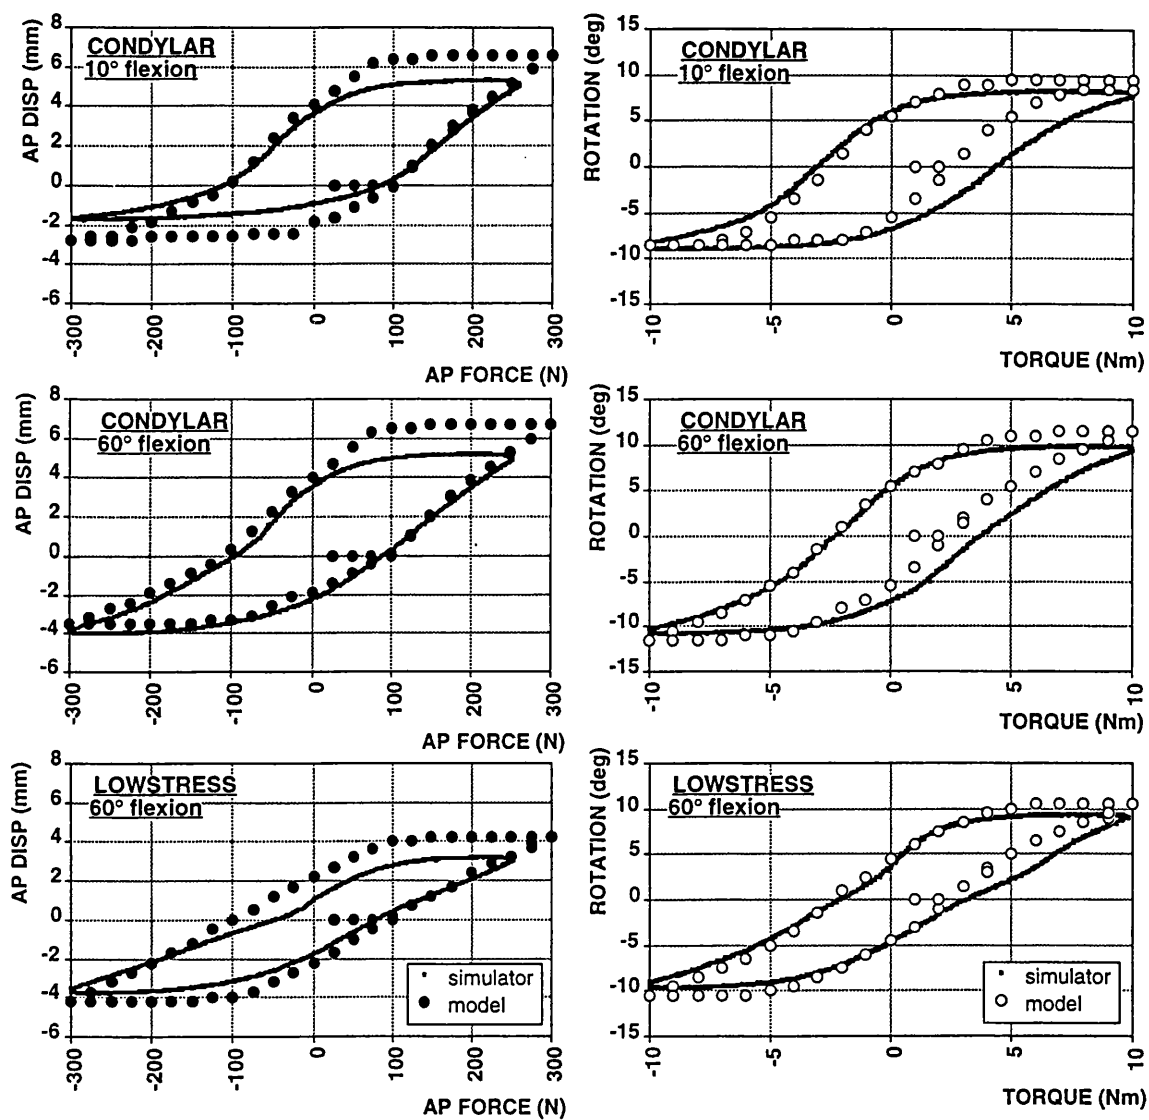 AP DISP (mm)
8
6
4
2
0
-2
-4
-6
CONDYLAR
10° flexion
-300
-200
-100
0
100
200
300
AP FORCE (N)
ROTATION (deg)
15
10
5
0
-5
-10
-15
CONDYLAR
10° flexion
-10
-5
0
5
10
TORQUE (Nm)
AP DISP (mm)
8
6
4
2
0
-2
-4
-6
CONDYLAR
60° flexion
-300
-200
-100
0
100
200
300
AP FORCE (N)
ROTATION (deg)
15
10
5
0
-5
-10
-15
CONDYLAR
60° flexion
-10
-5
0
5
10
TORQUE (Nm)
AP DISP (mm)
8
6
4
2
0
-2
-4
-6
LOWSTRESS
60° flexion
simulator
model
-300
-200
-100
0
100
200
300
AP FORCE (N)
ROTATION (deg)
15
10
5
0
-5
-10
-15
LOWSTRESS
60° flexion
simulator
model
-10
-5
0
5
10
TORQUE (Nm)